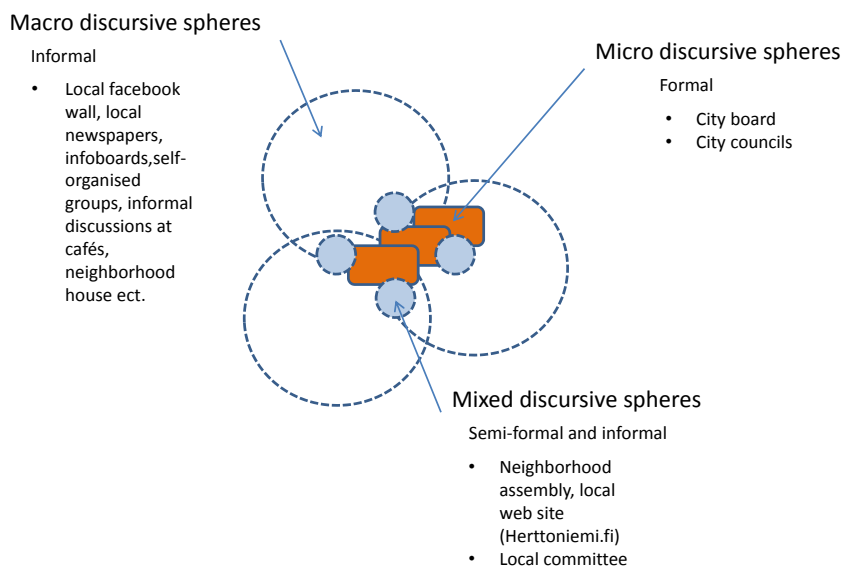 Macro discursive spheres
Informal
• Local facebook
wall, local
newspapers,
infoboards,self-
organised
groups, informal
discussions at
cafés,
neighborhood
house ect.
Micro discursive spheres
Formal
• City board
• City councils
Mixed discursive spheres
Semi-formal and informal
• Neighborhood
assembly, local
web site
(Herttoniemi.fi)
• Local committee